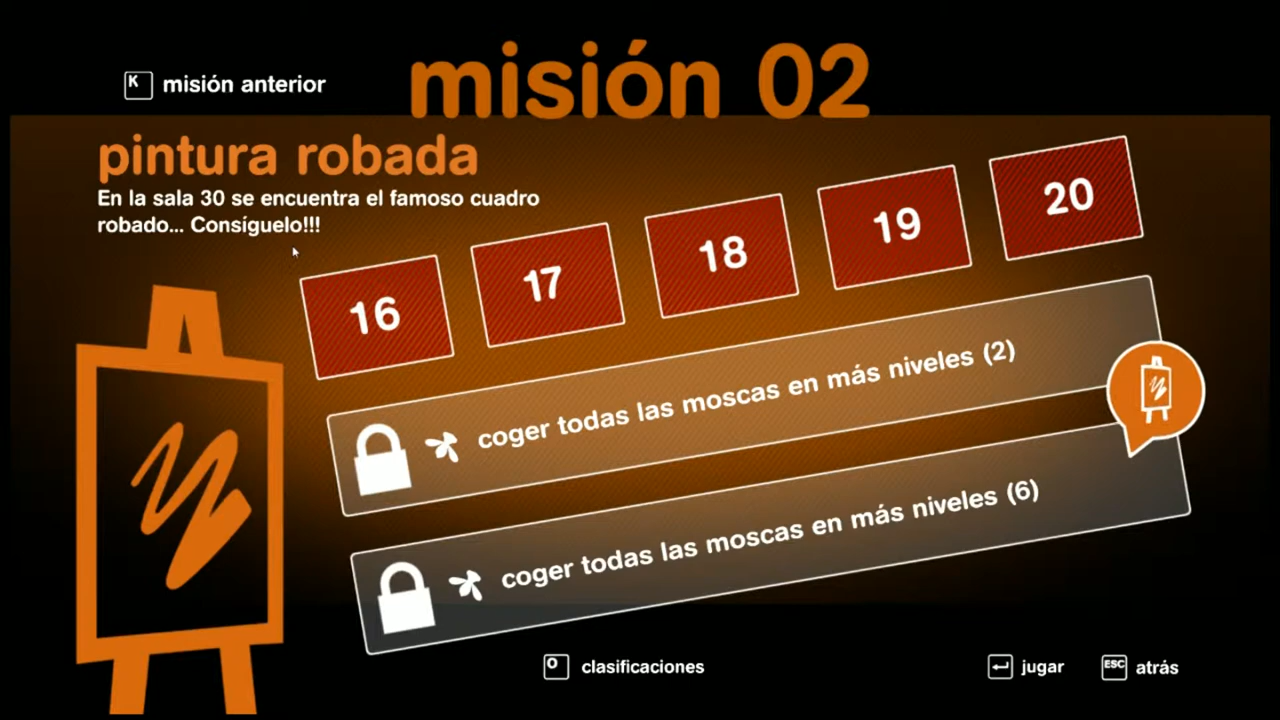 misión 02
K misión anterior
pintura robada
En la sala 30 se encuentra el famoso cuadro
robado... Consíguelo!!!
16 17 18 19 20
coger todas las moscas en más niveles (2)
coger todas las moscas en más niveles (6)
O clasificaciones
jugar
ESC atrás